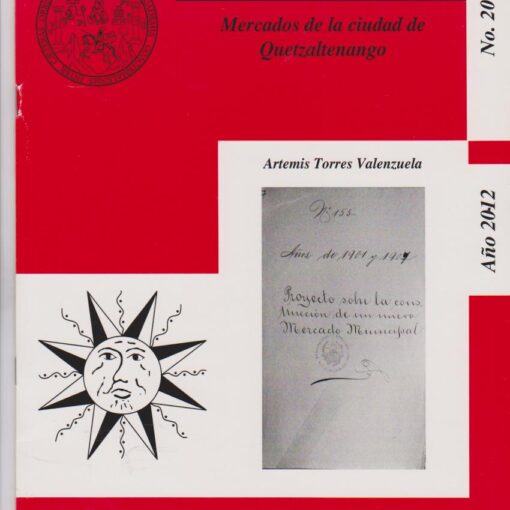 Mercados de la ciudad de
Quetzaltenango
No. 20
Artemis Torres Valenzuela
Año 2012
Nº 155
Años de 1901 y 1907
Proyecto sobre la cons
trucción de un nuevo
Mercado Municipal